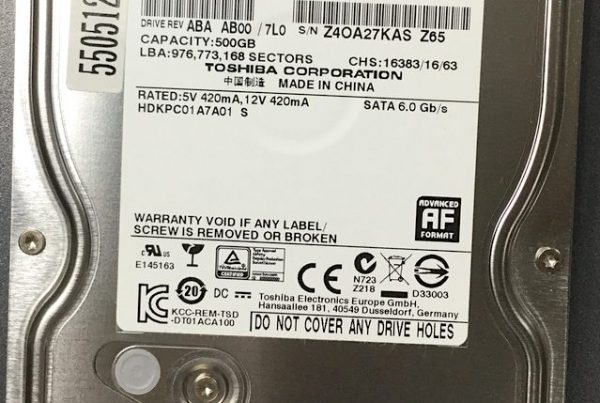 550512
DRIVE REV ABA AB00 / 7L0 S/N Z4OA27KAS Z65
CAPACITY:500GB
LBA:976,773,168 SECTORS CHS:16383/16/63
TOSHIBA CORPORATION
中国制造 MADE IN CHINA
RATED:5V 420mA,12V 420mA SATA 6.0 Gb/s
HDKPC01A7A01 S
ADVANCED
AF
FORMAT
WARRANTY VOID IF ANY LABEL/
SCREW IS REMOVED OR BROKEN
c RU us
E145163
CE
N723
Z218
D33003
20
DC
Toshiba Electronics Europe GmbH,
Hansaallee 181, 40549 Dusseldorf, Germany
KC
KCC-REM-TSD
-DT01ACA100
DO NOT COVER ANY DRIVE HOLES